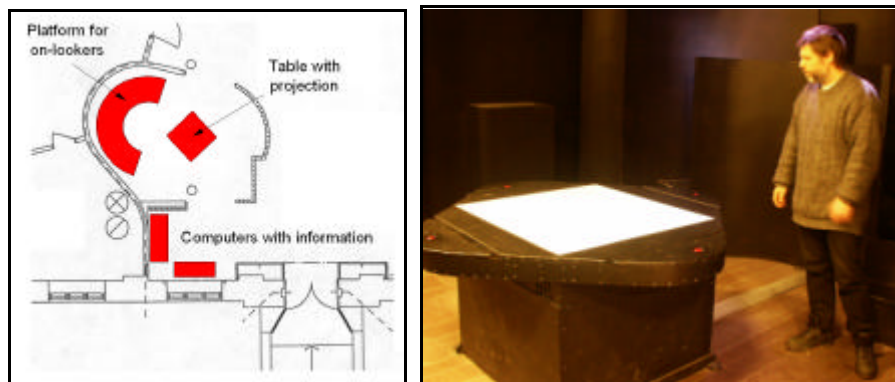 Platform for
on-lookers
Table with
projection
Computers with information